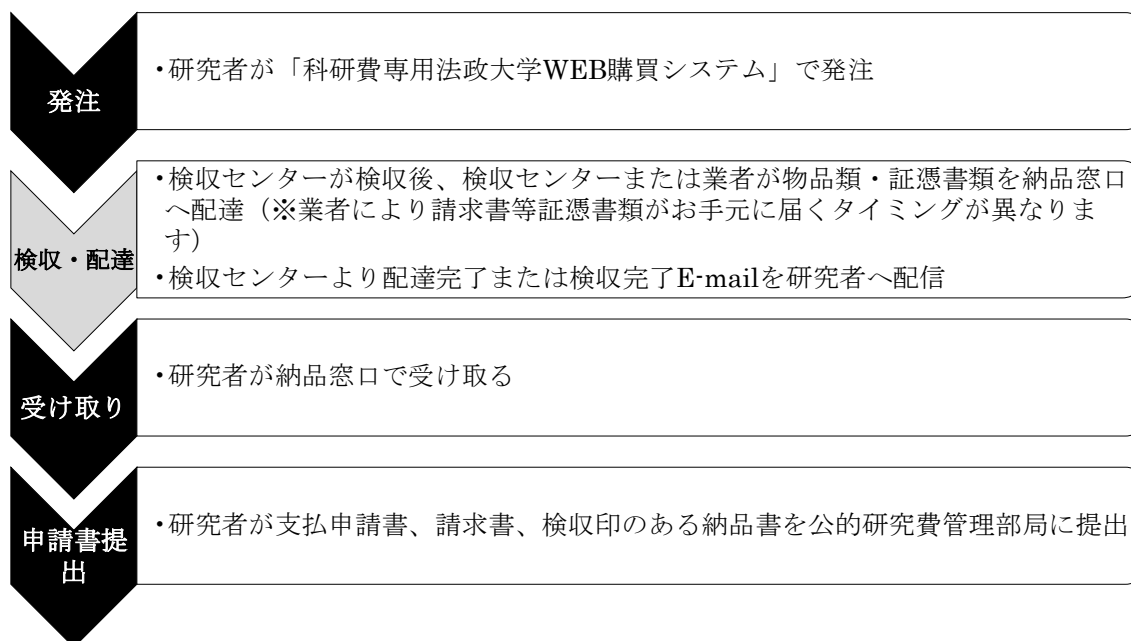 発注
・研究者が「科研費専用法政大学WEB購買システム」で発注
検収・配達
・検収センターが検収後、検収センターまたは業者が物品類・証憑書類を納品窓口
へ配達（※業者により請求書等証憑書類がお手元に届くタイミングが異なりま
す）
・検収センターより配達完了または検収完了E-mailを研究者へ配信
受け取り
・研究者が納品窓口で受け取る
申請書提
出
・研究者が支払申請書、請求書、検収印のある納品書を公的研究費管理部局に提出